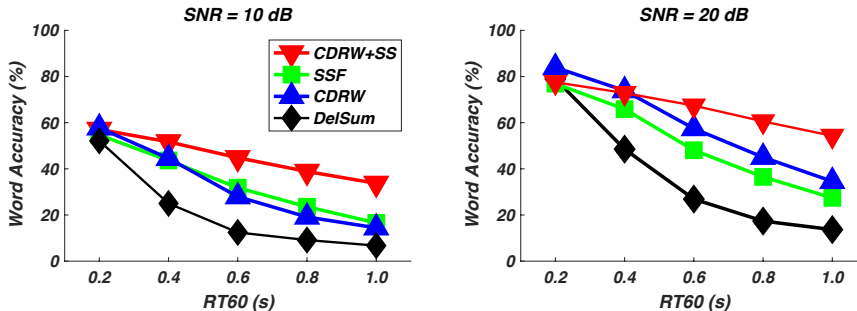 SNR = 10 dB
Word Accuracy (%)
100
80
60
40
20
0
CDRW+SS
SSF
CDRW
DelSum
0.2 0.4 0.6 0.8 1.0
RT60 (s)
SNR = 20 dB
Word Accuracy (%)
100
80
60
40
20
0
0.2 0.4 0.6 0.8 1.0
RT60 (s)